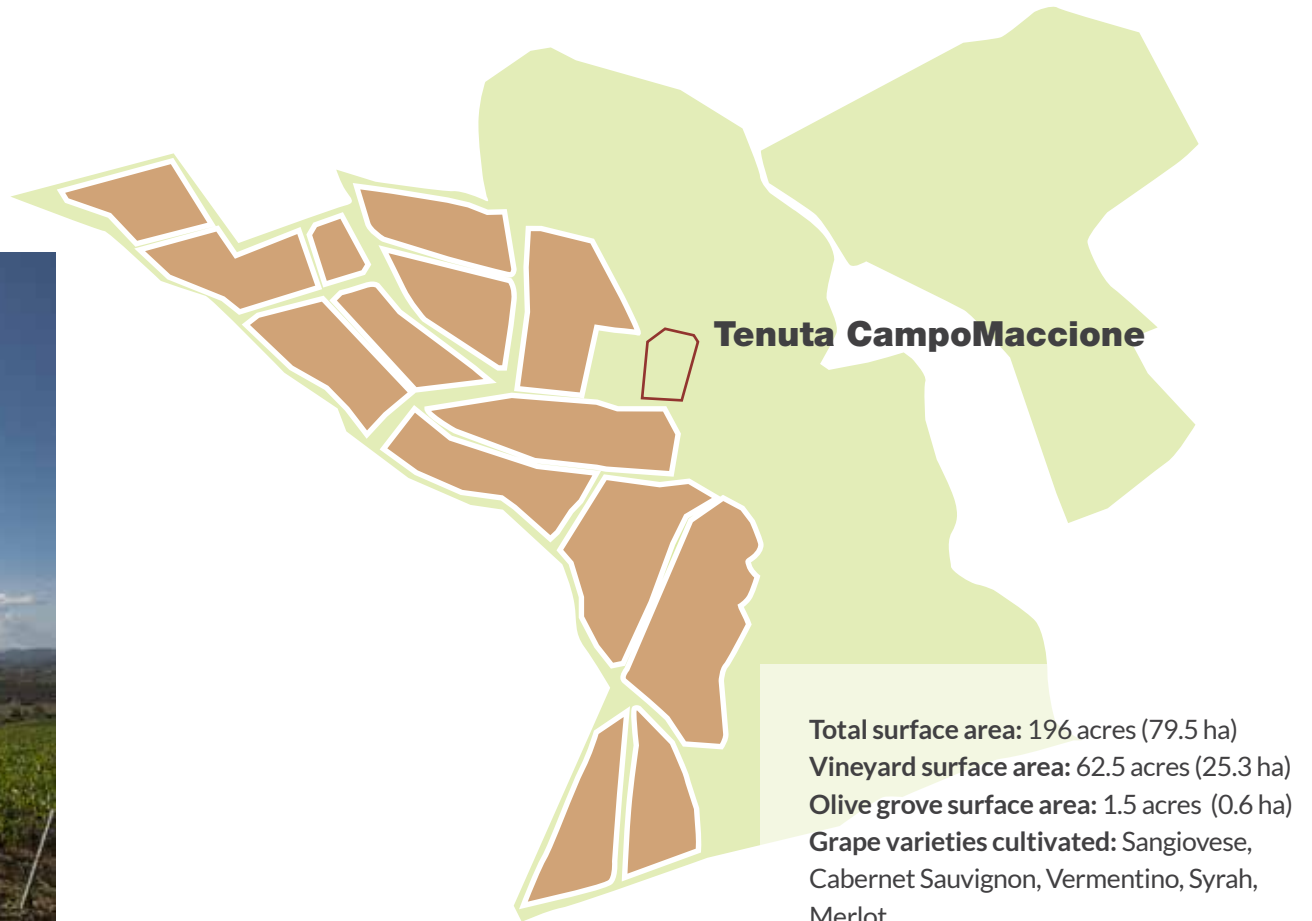 Tenuta CampoMaccione
Total surface area: 196 acres (79.5 ha)
Vineyard surface area: 62.5 acres (25.3 ha)
Olive grove surface area: 1.5 acres (0.6 ha)
Grape varieties cultivated: Sangiovese,
Cabernet Sauvignon, Vermentino, Syrah,
Merlot